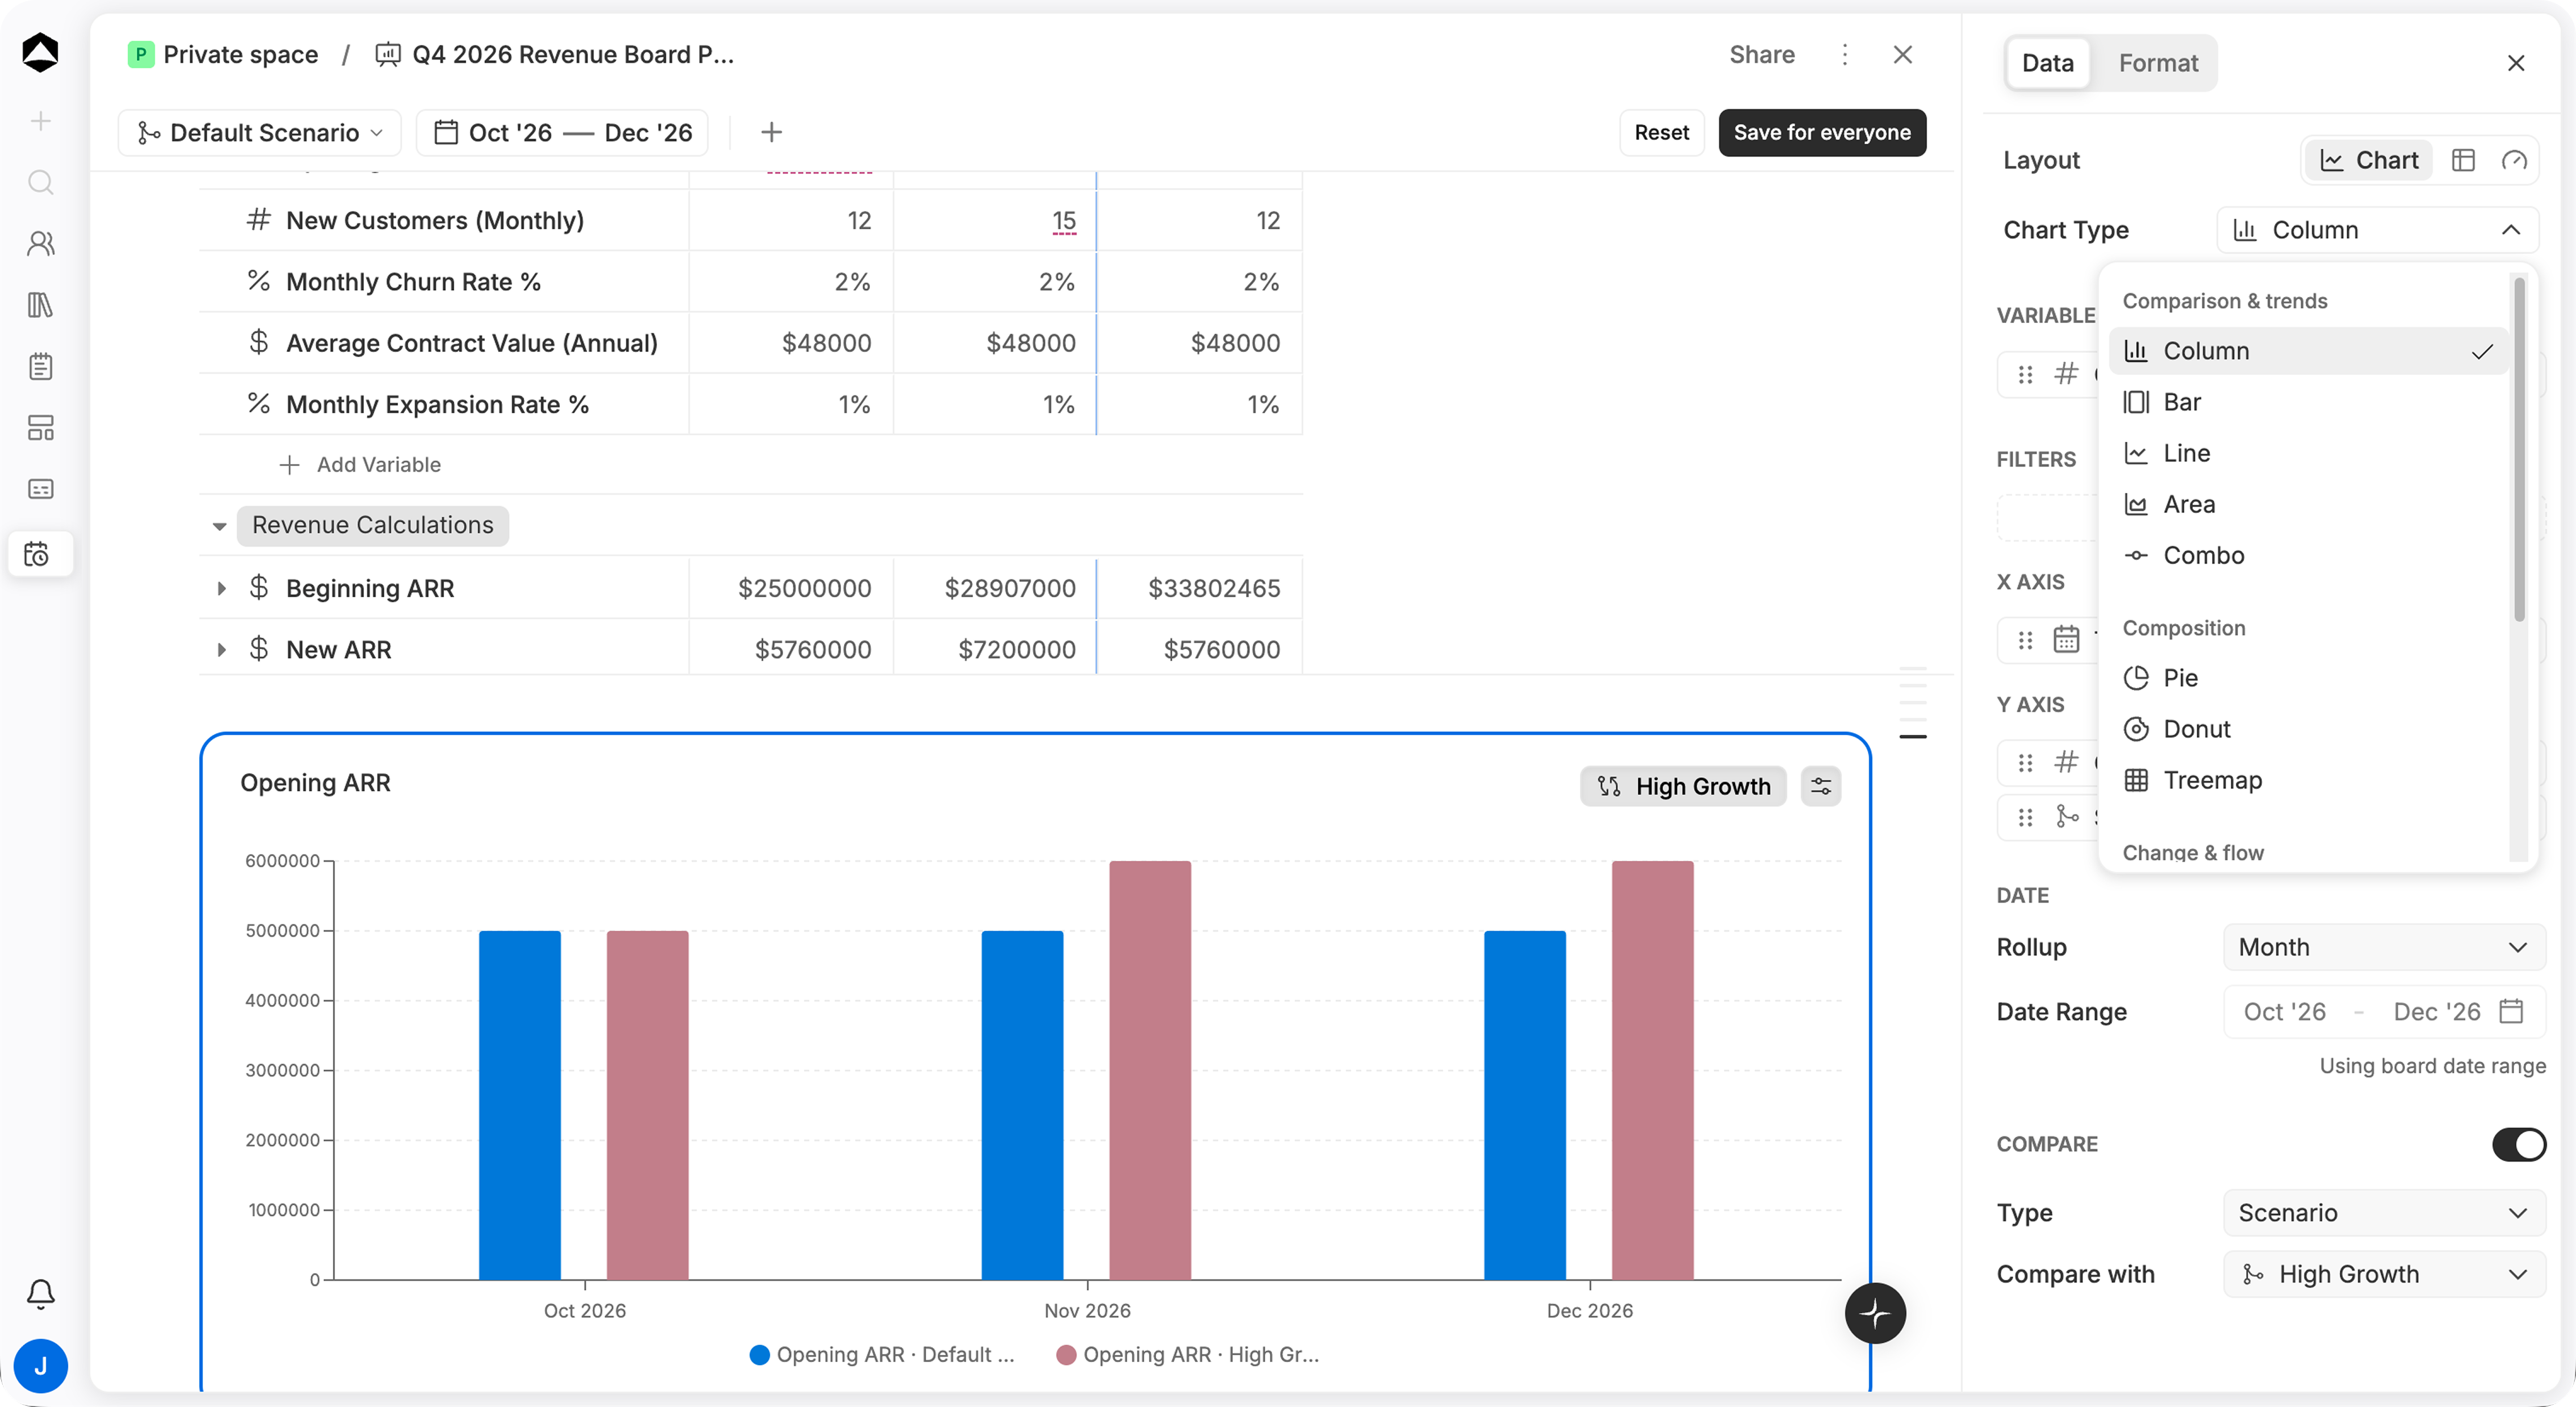 P Private space / Q4 2026 Revenue Board P...
Share
Default Scenario
Oct '26 — Dec '26
Reset
Save for everyone
# New Customers (Monthly) 12 15 12
% Monthly Churn Rate % 2% 2% 2%
$ Average Contract Value (Annual) $48000 $48000 $48000
% Monthly Expansion Rate % 1% 1% 1%
+ Add Variable
Revenue Calculations
$ Beginning ARR $25000000 $28907000 $33802465
$ New ARR $5760000 $7200000 $5760000
Opening ARR
High Growth
6000000
5000000
4000000
3000000
2000000
1000000
0
Oct 2026 Nov 2026 Dec 2026
Opening ARR · Default ... Opening ARR · High Gr...
J
Data Format
Layout Chart
Chart Type Column
VARIABLE
#
FILTERS
X AXIS
Y AXIS
#
Comparison & trends
Column
Bar
Line
Area
Combo
Composition
Pie
Donut
Treemap
Change & flow
DATE
Rollup Month
Date Range Oct '26 - Dec '26
Using board date range
COMPARE
Type Scenario
Compare with High Growth